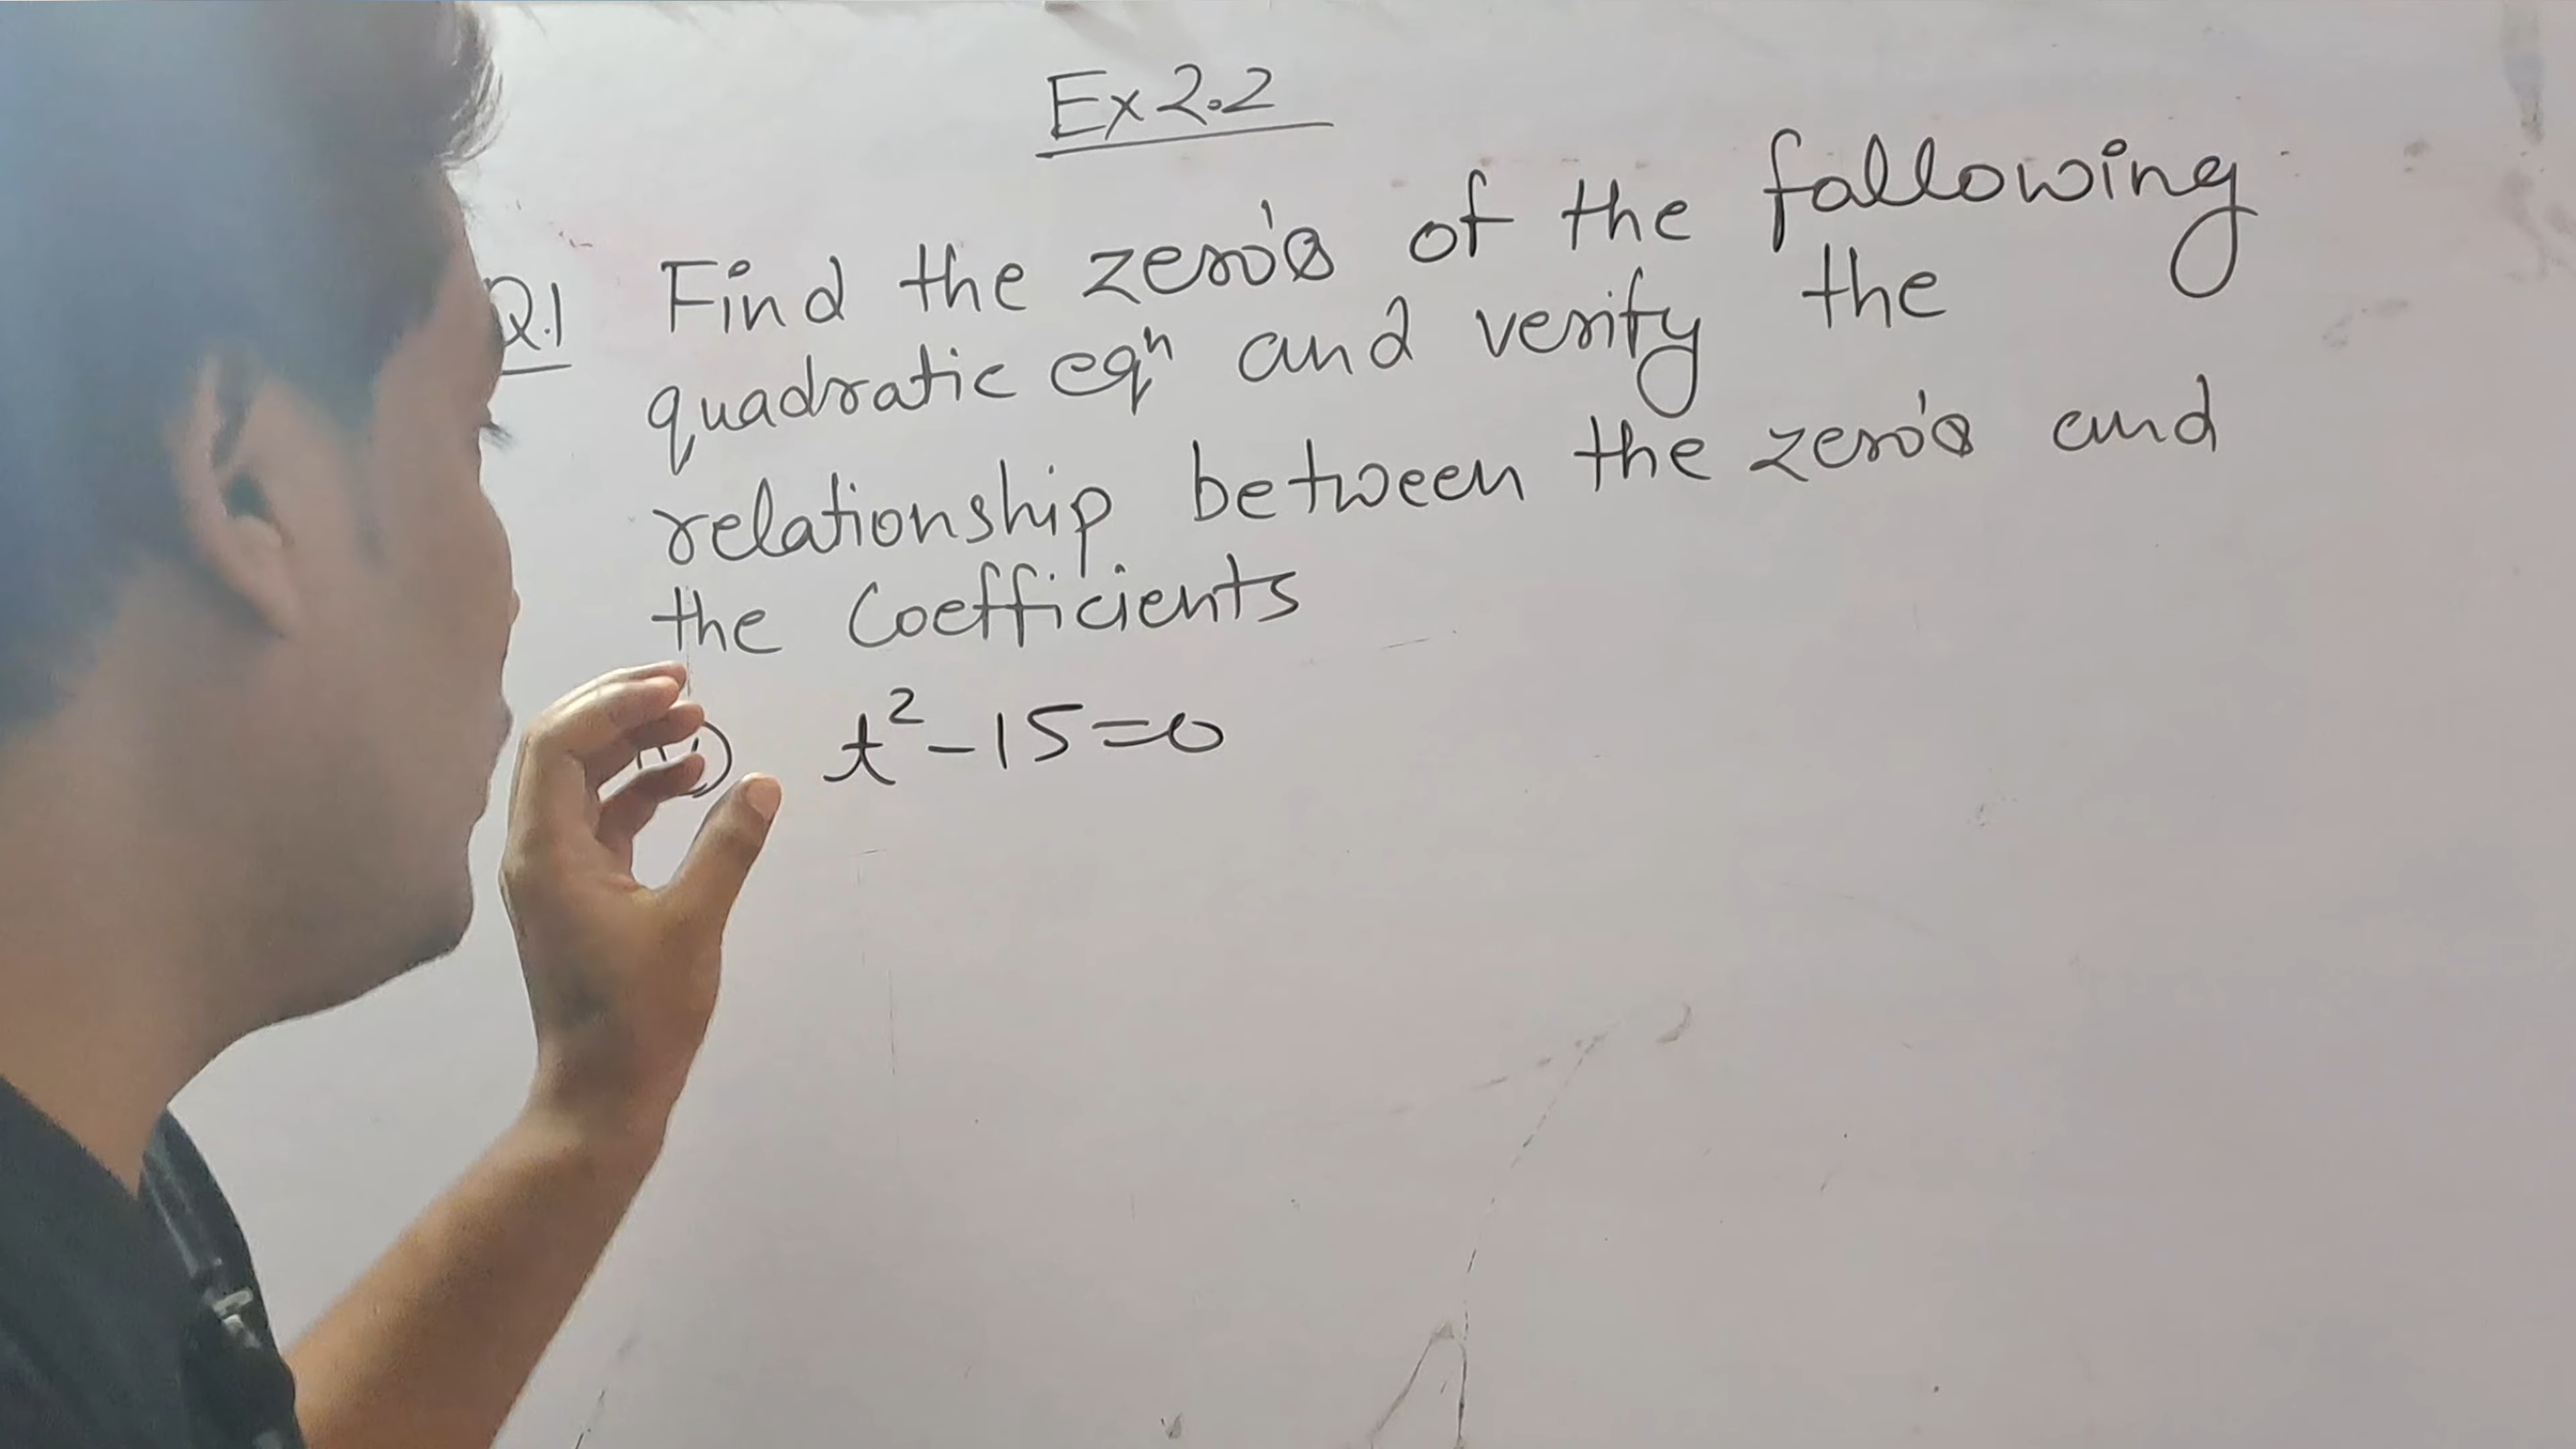 Ex 2.2
Q.1 Find the zero's of the fallowing
quadratic eqⁿ and verify the
relationship between the zero's and
the Coefficients
t²-15=0